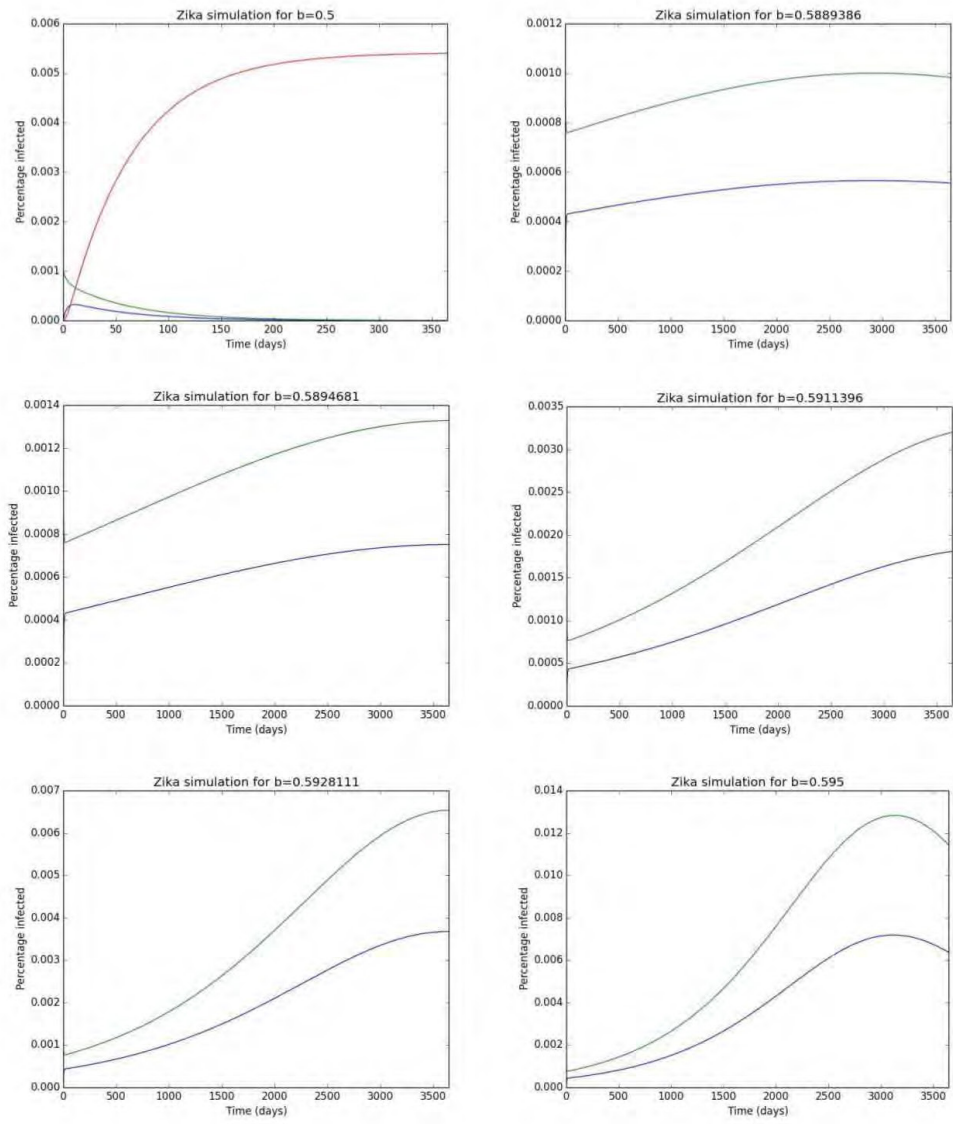 Zika simulation for b=0.5
0.006
0.005
0.004
0.003
0.002
0.001
0.000
Percentage infected
0 50 100 150 200 250 300 350
Time (days)
Zika simulation for b=0.5889386
0.0012
0.0010
0.0008
0.0006
0.0004
0.0002
0.0000
Percentage infected
0 500 1000 1500 2000 2500 3000 3500
Time (days)
Zika simulation for b=0.5894681
0.0014
0.0012
0.0010
0.0008
0.0006
0.0004
0.0002
0.0000
Percentage infected
0 500 1000 1500 2000 2500 3000 3500
Time (days)
Zika simulation for b=0.5911396
0.0035
0.0030
0.0025
0.0020
0.0015
0.0010
0.0005
0.0000
Percentage infected
0 500 1000 1500 2000 2500 3000 3500
Time (days)
Zika simulation for b=0.5928111
0.007
0.006
0.005
0.004
0.003
0.002
0.001
0.000
Percentage infected
0 500 1000 1500 2000 2500 3000 3500
Time (days)
Zika simulation for b=0.595
0.014
0.012
0.010
0.008
0.006
0.004
0.002
0.000
Percentage infected
0 500 1000 1500 2000 2500 3000 3500
Time (days)